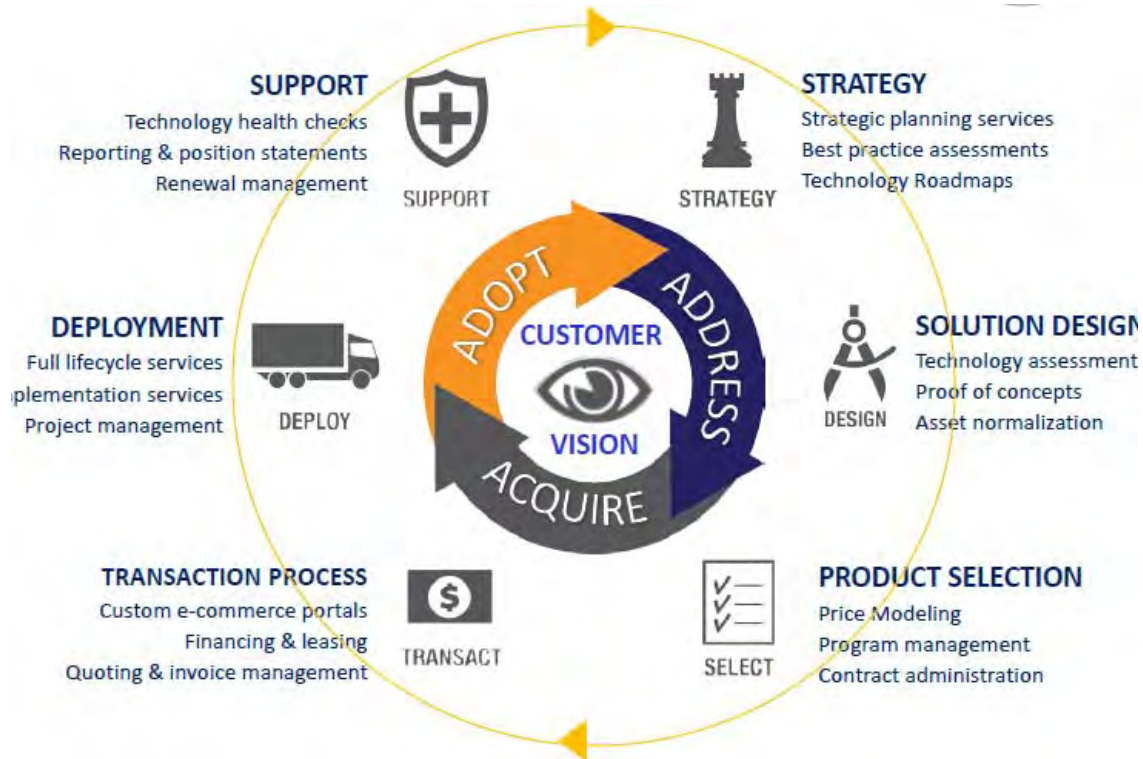 SUPPORT
Technology health checks
Reporting & position statements
Renewal management
SUPPORT
STRATEGY
Strategic planning services
Best practice assessments
Technology Roadmaps
STRATEGY
ADOPT
ADDRESS
ACQUIRE
CUSTOMER
VISION
DEPLOYMENT
Full lifecycle services
plementation services
Project management
DEPLOY
SOLUTION DESIGN
Technology assessment
Proof of concepts
Asset normalization
DESIGN
TRANSACTION PROCESS
Custom e-commerce portals
Financing & leasing
Quoting & invoice management
$
TRANSACT
PRODUCT SELECTION
Price Modeling
Program management
Contract administration
SELECT